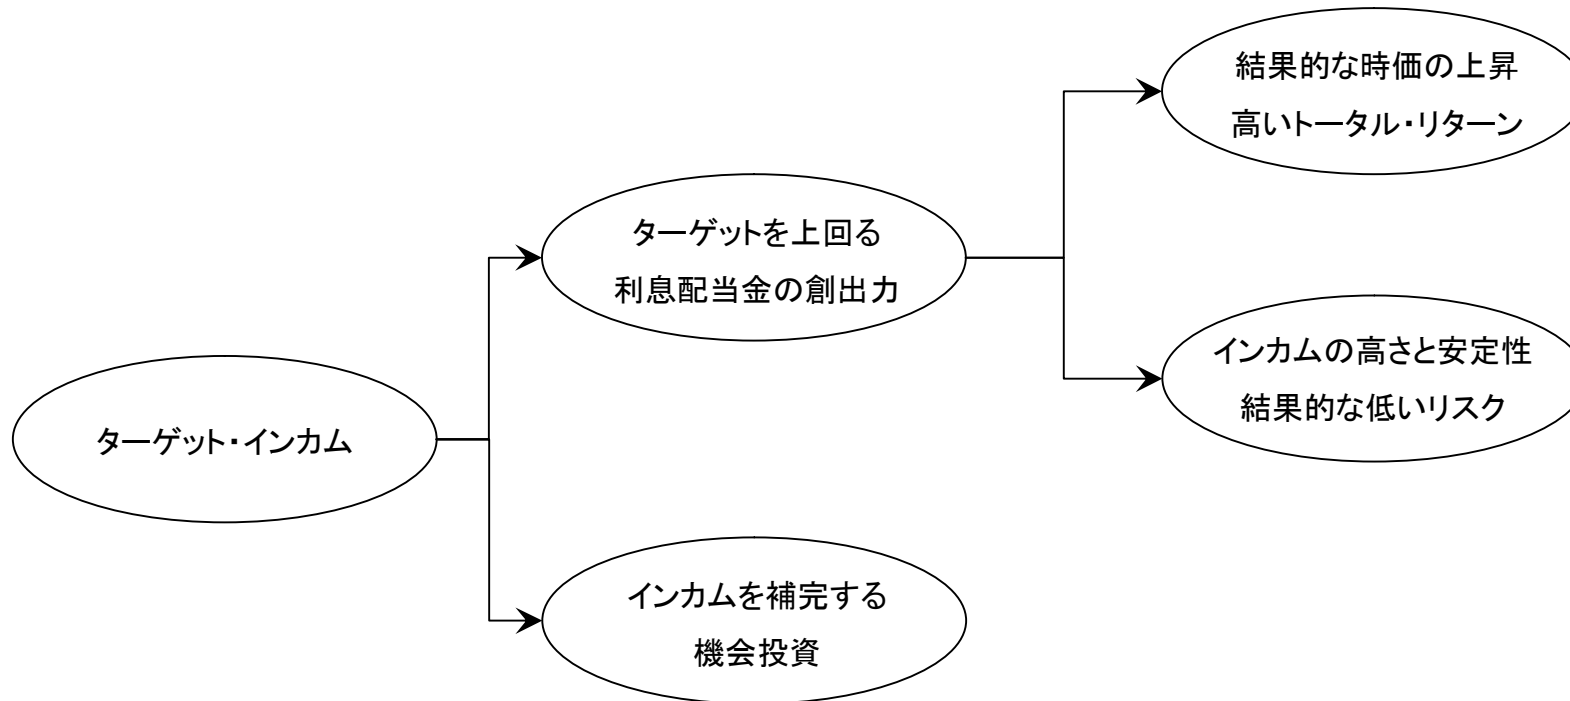 ターゲット・インカム
ターゲットを上回る
利息配当金の創出力
インカムを補完する
機会投資
結果的な時価の上昇
高いトータル・リターン
インカムの高さと安定性
結果的な低いリスク